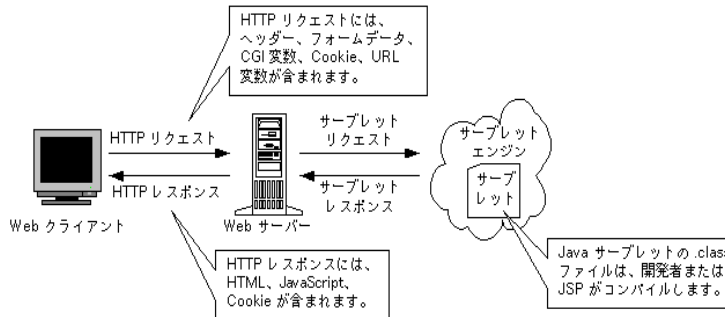 HTTP リクエストには、
ヘッダー、フォームデータ、
CGI 変数、Cookie、URL
変数が含まれます。
HTTP リクエスト
サーブレット
リクエスト
サーブレット
エンジン
サーブ
レット
HTTP レスポンス
サーブレット
レスポンス
Web クライアント
Web サーバー
HTTP レスポンスには、
HTML、JavaScript、
Cookie が含まれます。
Java サーブレットの .class
ファイルは、開発者または
JSP がコンパイルします。